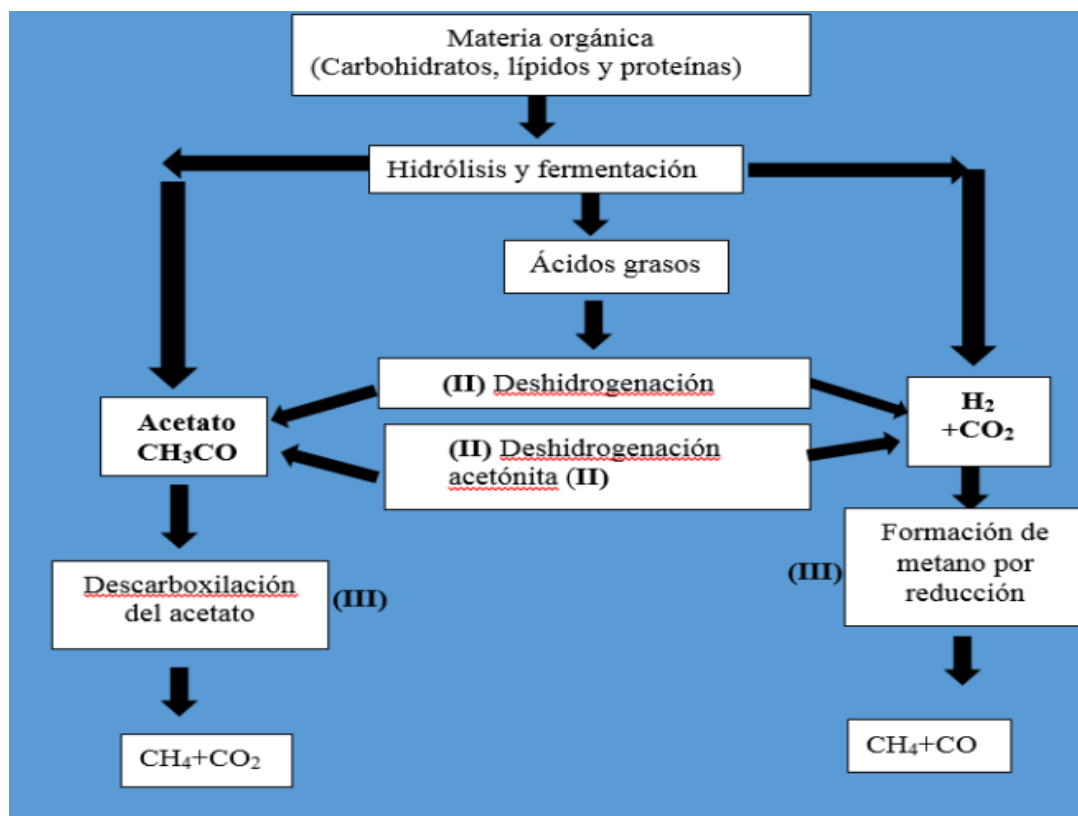 Materia orgánica
(Carbohidratos, lípidos y proteínas)
Hidrólisis y fermentación
Ácidos grasos
(II) Deshidrogenación
Acetato
CH₃CO
H₂
+CO₂
(II) Deshidrogenación
acetónita (II)
Descarboxilación
del acetato
(III)
(III)
Formación de
metano por
reducción
CH₄+CO₂
CH₄+CO